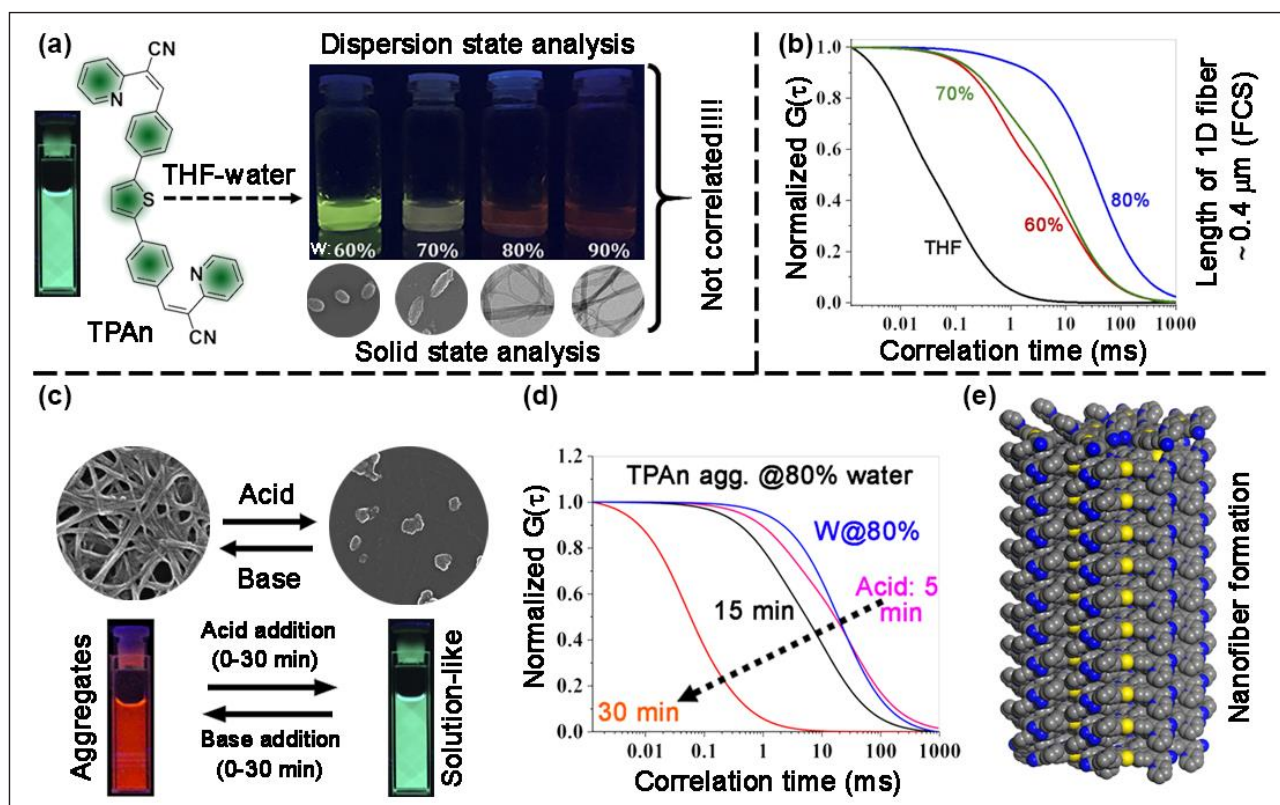 (a)
CN
N
S
N
CN
TPAn
THF-water
Dispersion state analysis
W: 60%
70%
80%
90%
Solid state analysis
Not correlated!!!!
(b)
Normalized G(τ)
1.0
0.8
0.6
0.4
0.2
0.0
70%
60%
80%
THF
0.01
0.1
1
10
100
1000
Correlation time (ms)
Length of 1D fiber
~ 0.4 μm (FCS)
(c)
Acid
Base
Aggregates
Acid addition
(0-30 min)
Base addition
(0-30 min)
Solution-like
(d)
Normalized G(τ)
1.2
1.0
0.8
0.6
0.4
0.2
0.0
TPAn agg. @80% water
W@80%
Acid: 5
min
15 min
30 min
0.01
0.1
1
10
100
1000
Correlation time (ms)
(e)
Nanofiber formation